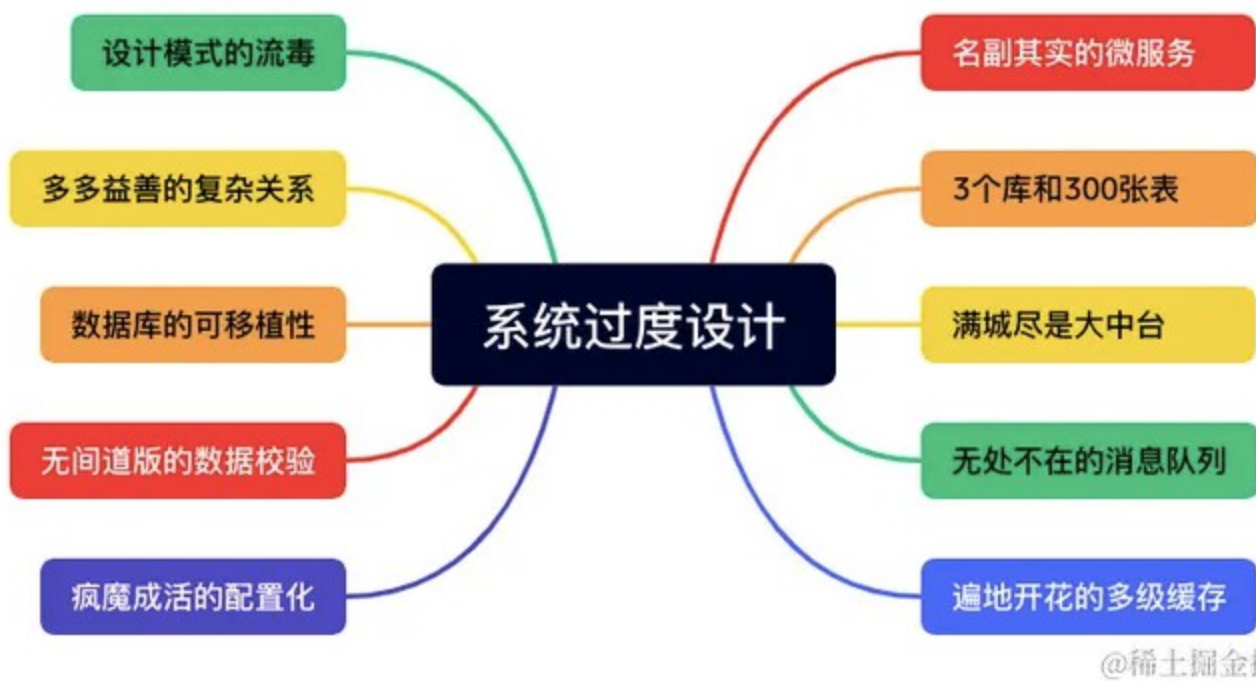 设计模式的流毒
名副其实的微服务
多多益善的复杂关系
3个库和300张表
数据库的可移植性
系统过度设计
满城尽是大中台
无间道版的数据校验
无处不在的消息队列
疯魔成活的配置化
遍地开花的多级缓存
@稀土掘金